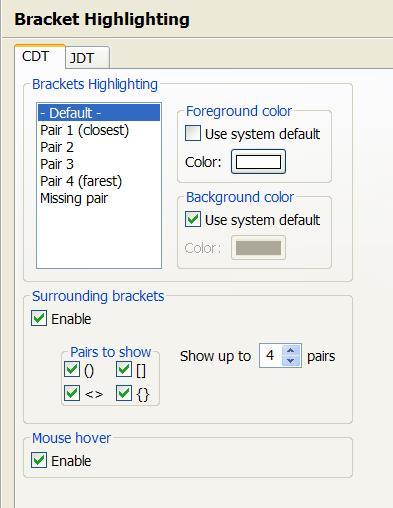 Bracket Highlighting
CDT JDT
Brackets Highlighting
- Default -
Pair 1 (closest)
Pair 2
Pair 3
Pair 4 (farest)
Missing pair
Foreground color
Use system default
Color:
Background color
Use system default
Color:
Surrounding brackets
Enable
Pairs to show
() []
<> {}
Show up to 4 pairs
Mouse hover
Enable